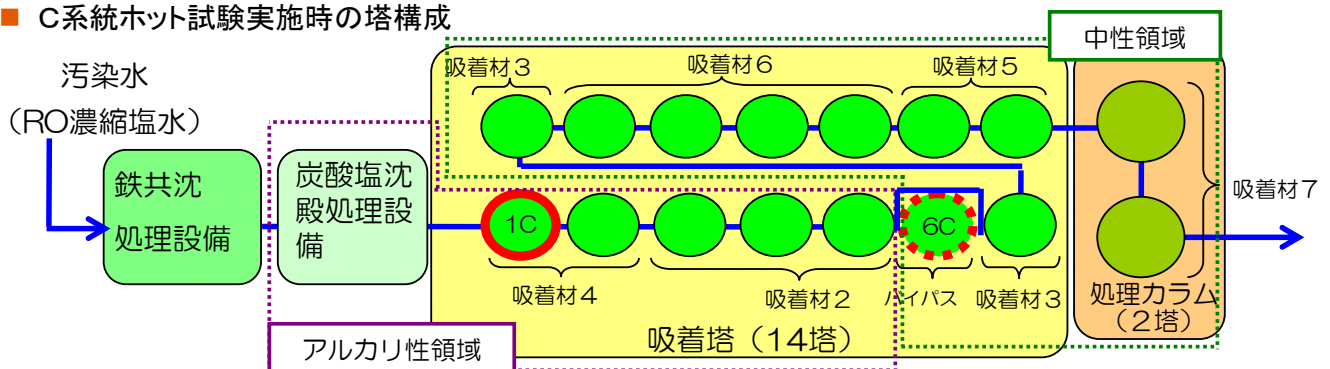 ■ C系統ホット試験実施時の塔構成
中性領域
汚染水
(RO濃縮塩水)
吸着材3
吸着材6
吸着材5
鉄共沈
処理設備
炭酸塩沈
殿処理設
備
1C
6C
吸着材7
吸着材4
吸着材2
バイパス
吸着材3
処理カラム
(2塔)
吸着塔(14塔)
アルカリ性領域